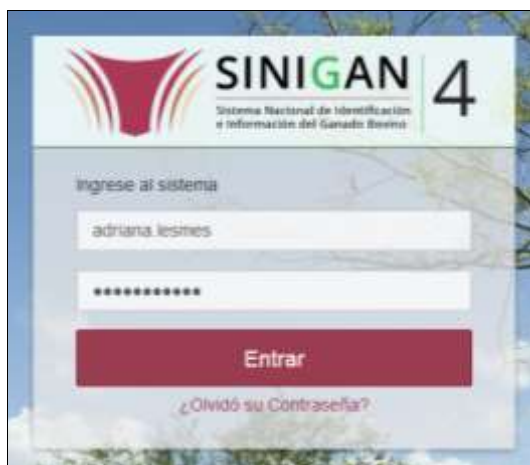 SINIGAN 4
Sistema Nacional de Identificación
e Información del Ganado Bovino
Ingrese al sistema
adriana.lesmes
•••••••••••
Entrar
¿Olvidó su Contraseña?